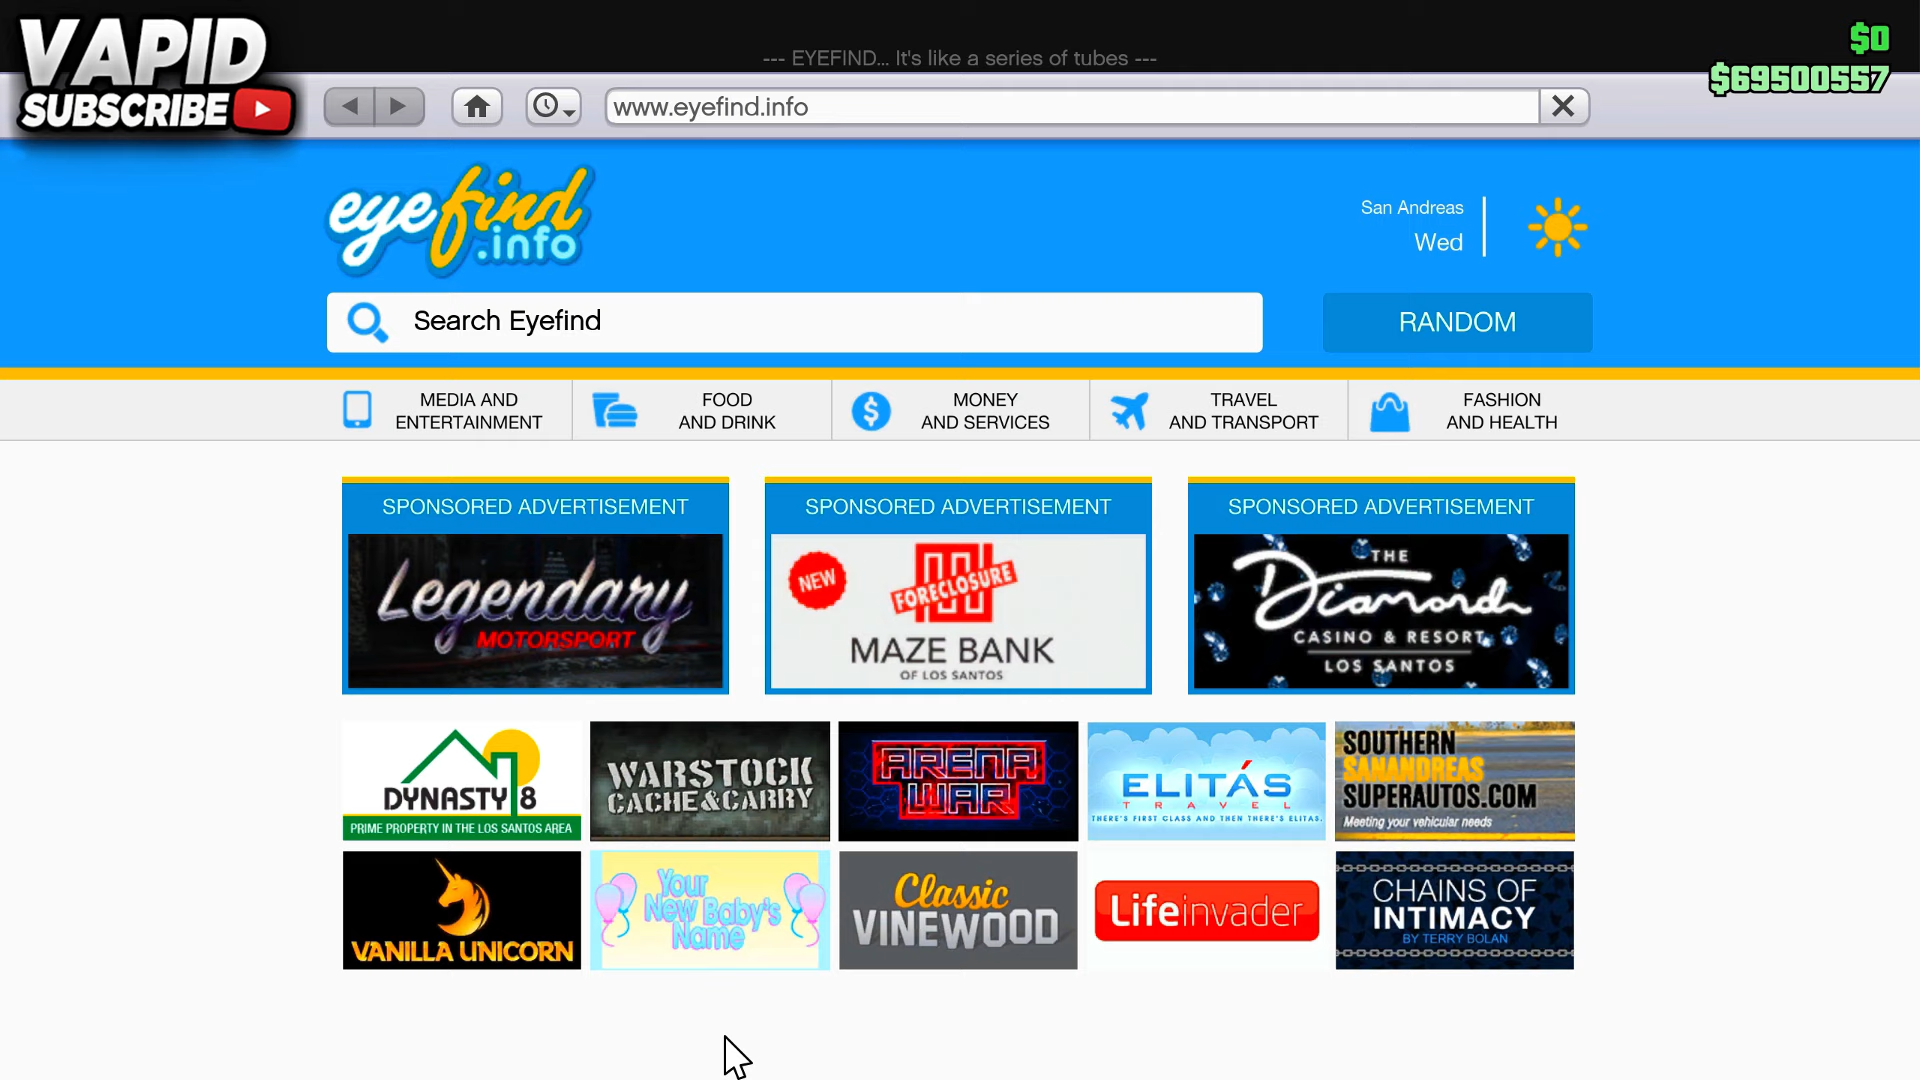 VAPID
SUBSCRIBE
--- EYEFIND... It's like a series of tubes ---
$0
$69500557
www.eyefind.info
eyefind
.info
San Andreas
Wed
Search Eyefind
RANDOM
MEDIA AND
ENTERTAINMENT
FOOD
AND DRINK
MONEY
AND SERVICES
TRAVEL
AND TRANSPORT
FASHION
AND HEALTH
SPONSORED ADVERTISEMENT
Legendary
MOTORSPORT
SPONSORED ADVERTISEMENT
NEW
FORECLOSURE
MAZE BANK
OF LOS SANTOS
SPONSORED ADVERTISEMENT
THE
Diamond
CASINO & RESORT
LOS SANTOS
DYNASTY 8
PRIME PROPERTY IN THE LOS SANTOS AREA
WARSTOCK
CACHE&CARRY
ARENA
WAR
ELITÁS
TRAVEL
THERE'S FIRST CLASS AND THEN THERE'S ELITAS.
SOUTHERN
SANANDREAS
SUPERAUTOS.COM
Meeting your vehicular needs
VANILLA UNICORN
Your
New Baby's
Name
Classic
VINEWOOD
Lifeinvader
CHAINS OF
INTIMACY
BY TERRY BOLAN